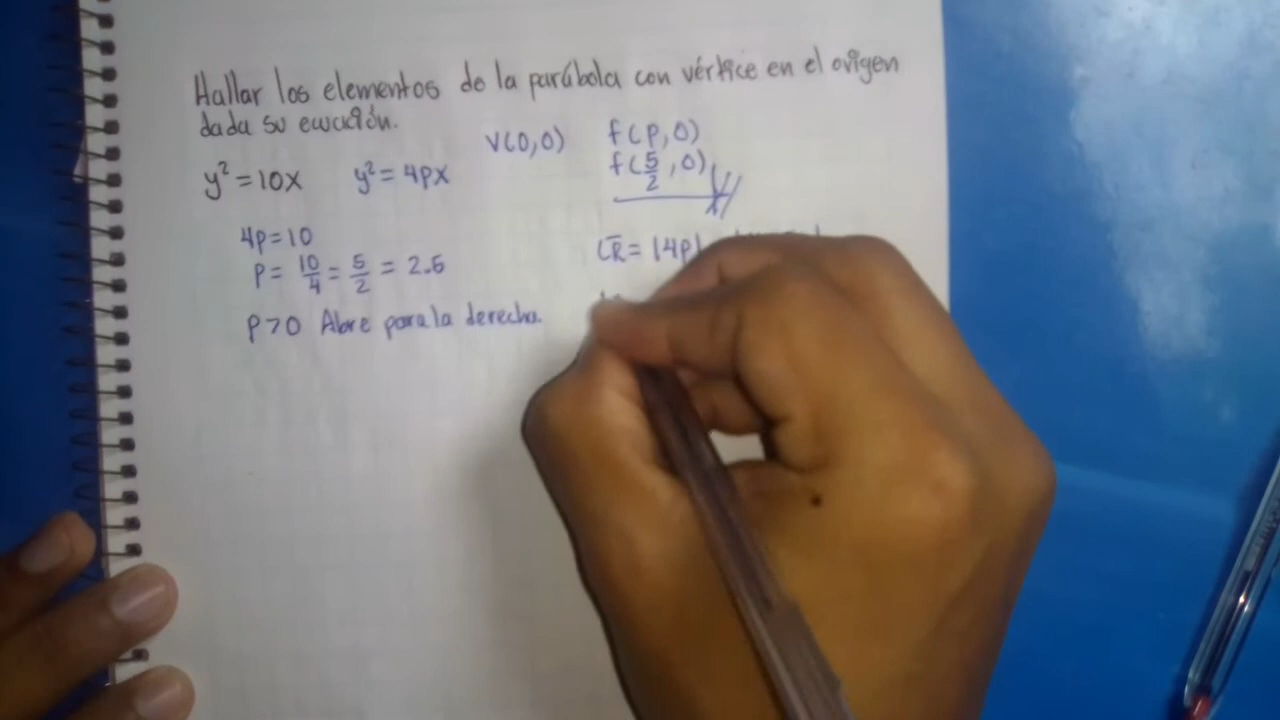 Hallar los elementos de la parábola con vértice en el origen
dada su ecuación.
V(0,0) f(P,0)
f(5/2,0)
y² = 10x y² = 4px
4p = 10
P = 10/4 = 5/2 = 2.5
P>0 Abre para la derecha.
LR = |4P|